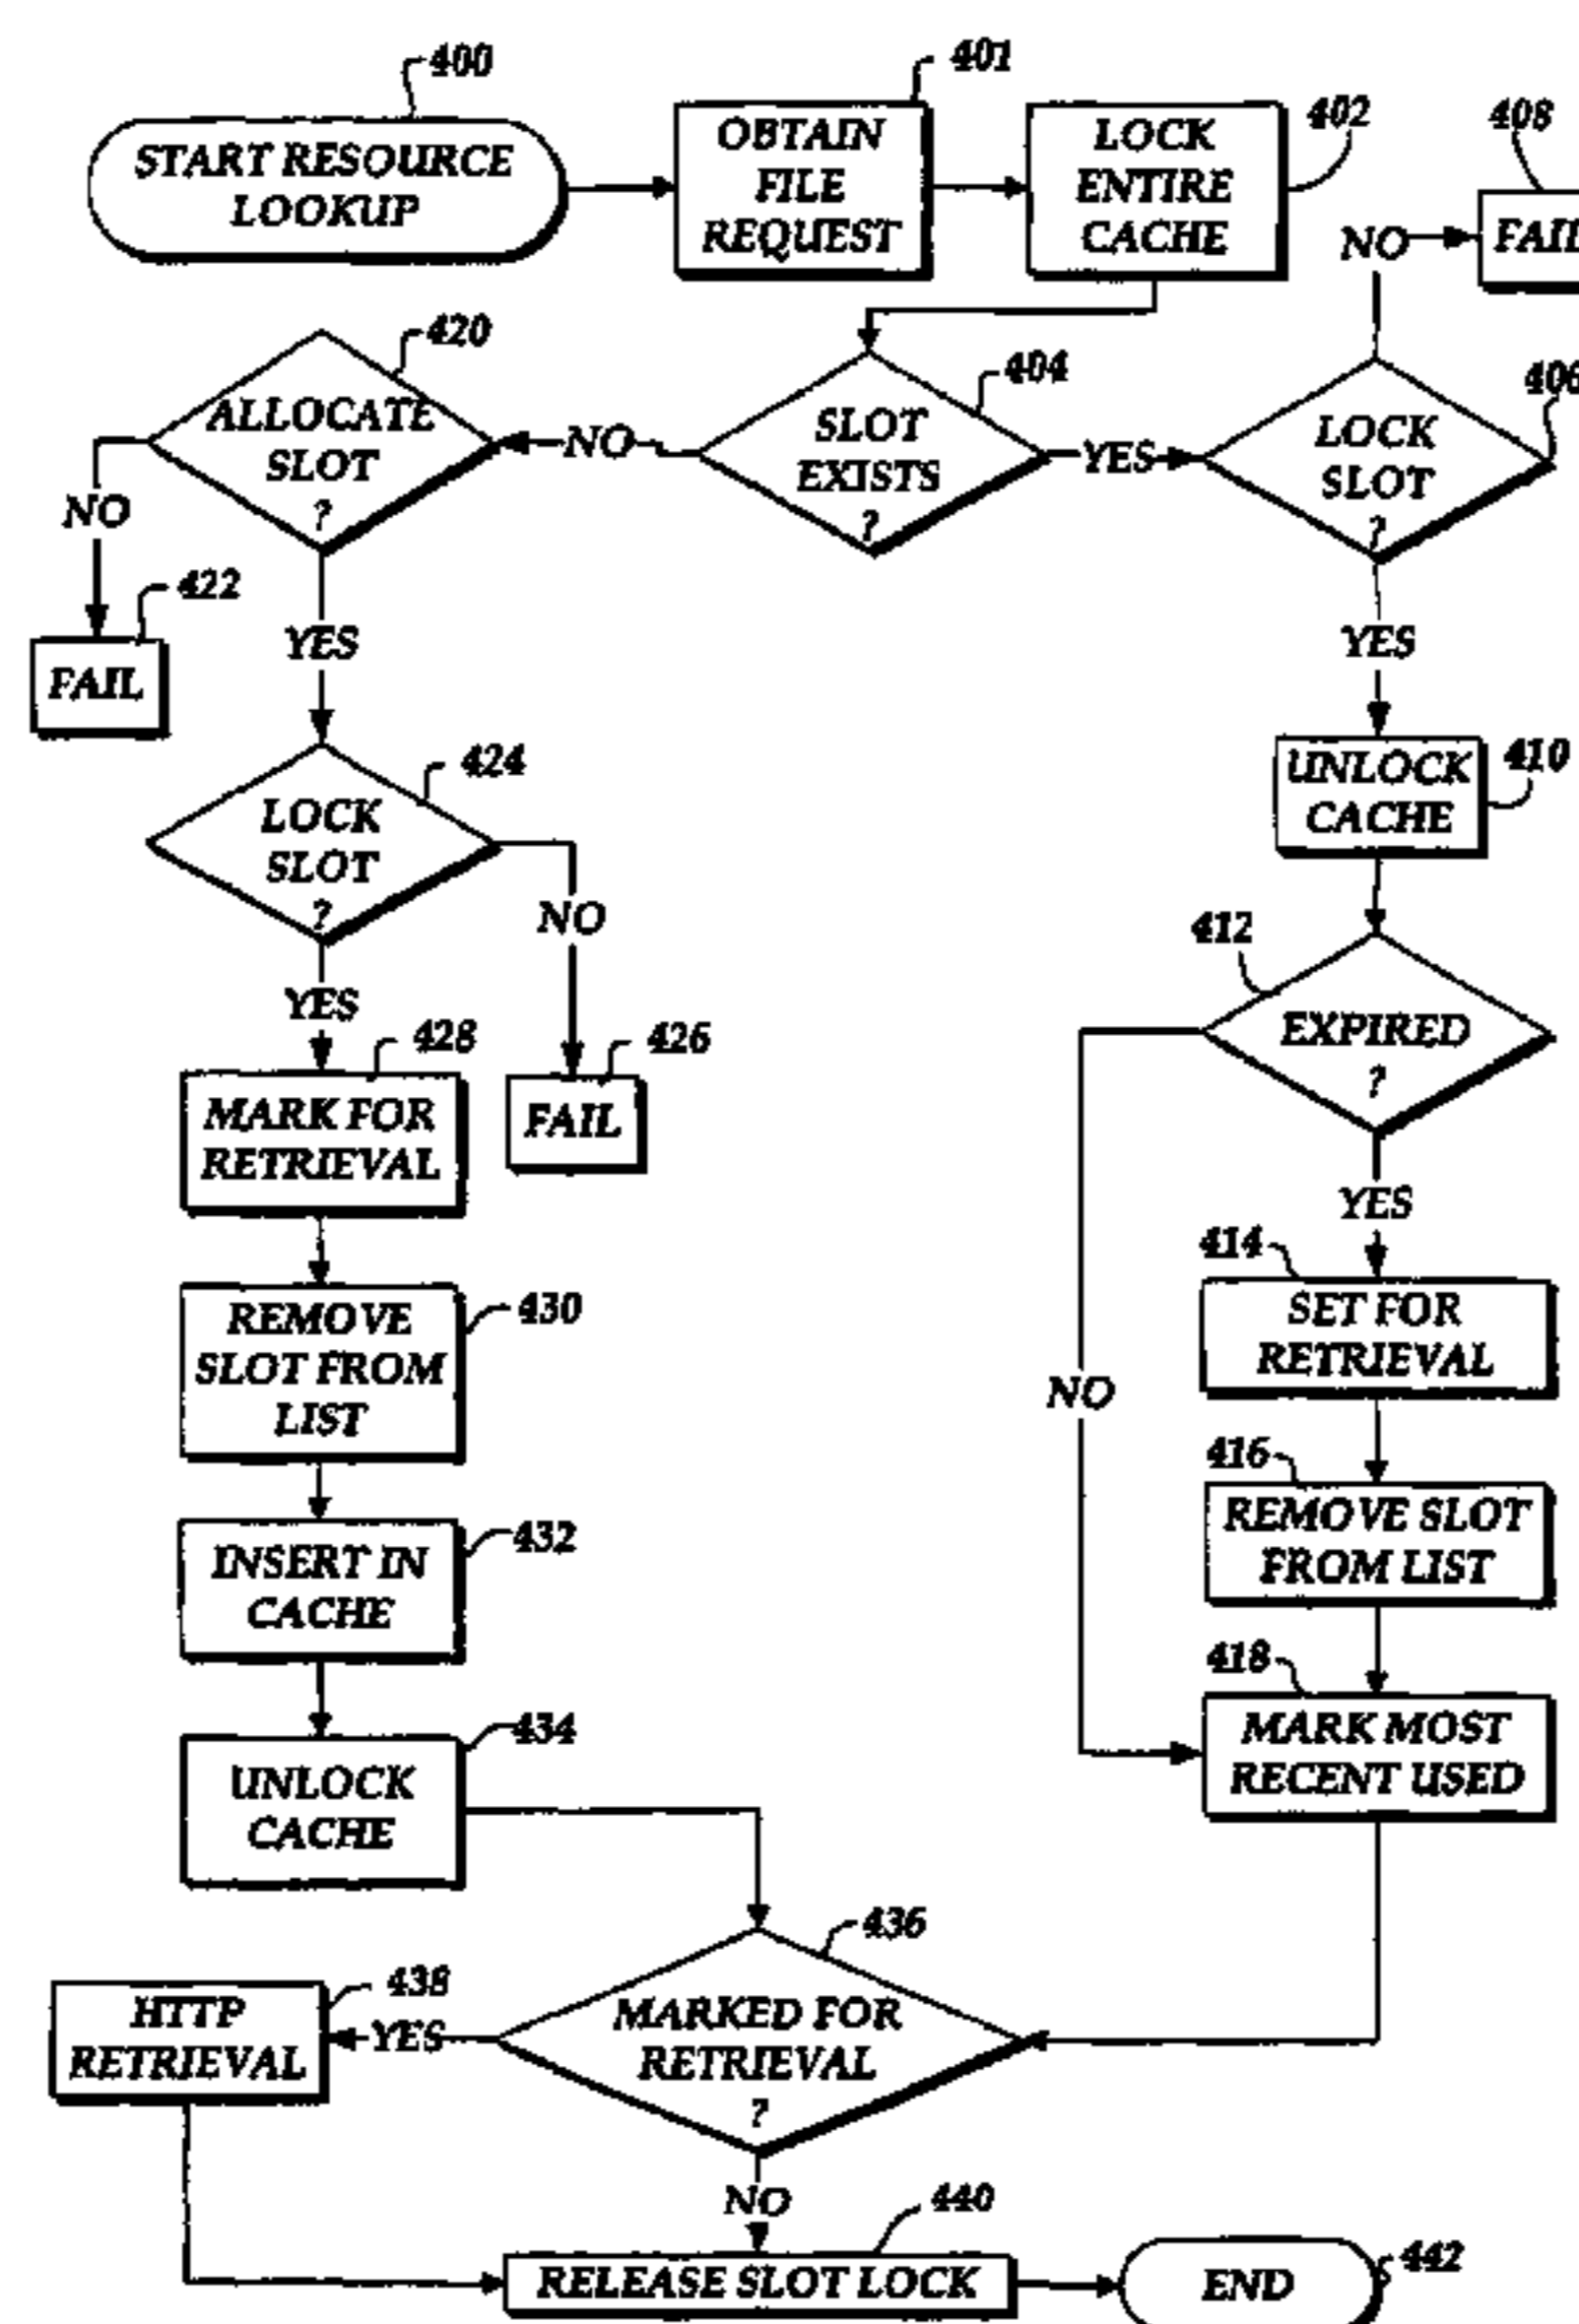 400
START RESOURCE
LOOKUP
401
OBTAIN
FILE
REQUEST
402
LOCK
ENTIRE
CACHE
408
NO
420
ALLOCATE
SLOT
?
NO
404
SLOT
EXISTS
?
YES
LOCK
SLOT
?
NO
422
FAIL
YES
YES
424
LOCK
SLOT
?
NO
410
UNLOCK
CACHE
412
EXPIRED
?
YES
428
MARK FOR
RETRIEVAL
426
FAIL
YES
414
SET FOR
RETRIEVAL
NO
430
REMOVE
SLOT FROM
LIST
416
REMOVE SLOT
FROM LIST
432
INSERT IN
CACHE
418
MARK MOST
RECENT USED
434
UNLOCK
CACHE
436
MARKED FOR
RETRIEVAL
?
YES
438
HTTP
RETRIEVAL
NO
440
RELEASE SLOT LOCK
END
442